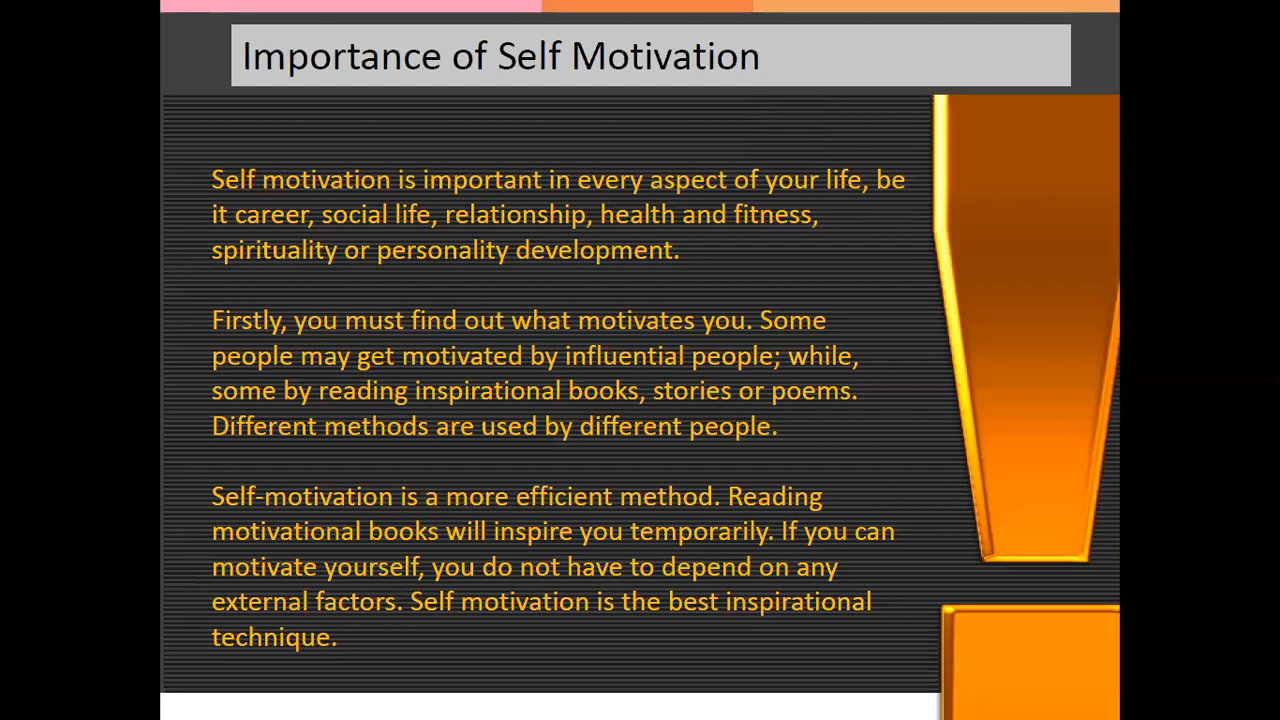 Importance of Self Motivation
Self motivation is important in every aspect of your life, be
it career, social life, relationship, health and fitness,
spirituality or personality development.
Firstly, you must find out what motivates you. Some
people may get motivated by influential people; while,
some by reading inspirational books, stories or poems.
Different methods are used by different people.
Self-motivation is a more efficient method. Reading
motivational books will inspire you temporarily. If you can
motivate yourself, you do not have to depend on any
external factors. Self motivation is the best inspirational
technique.